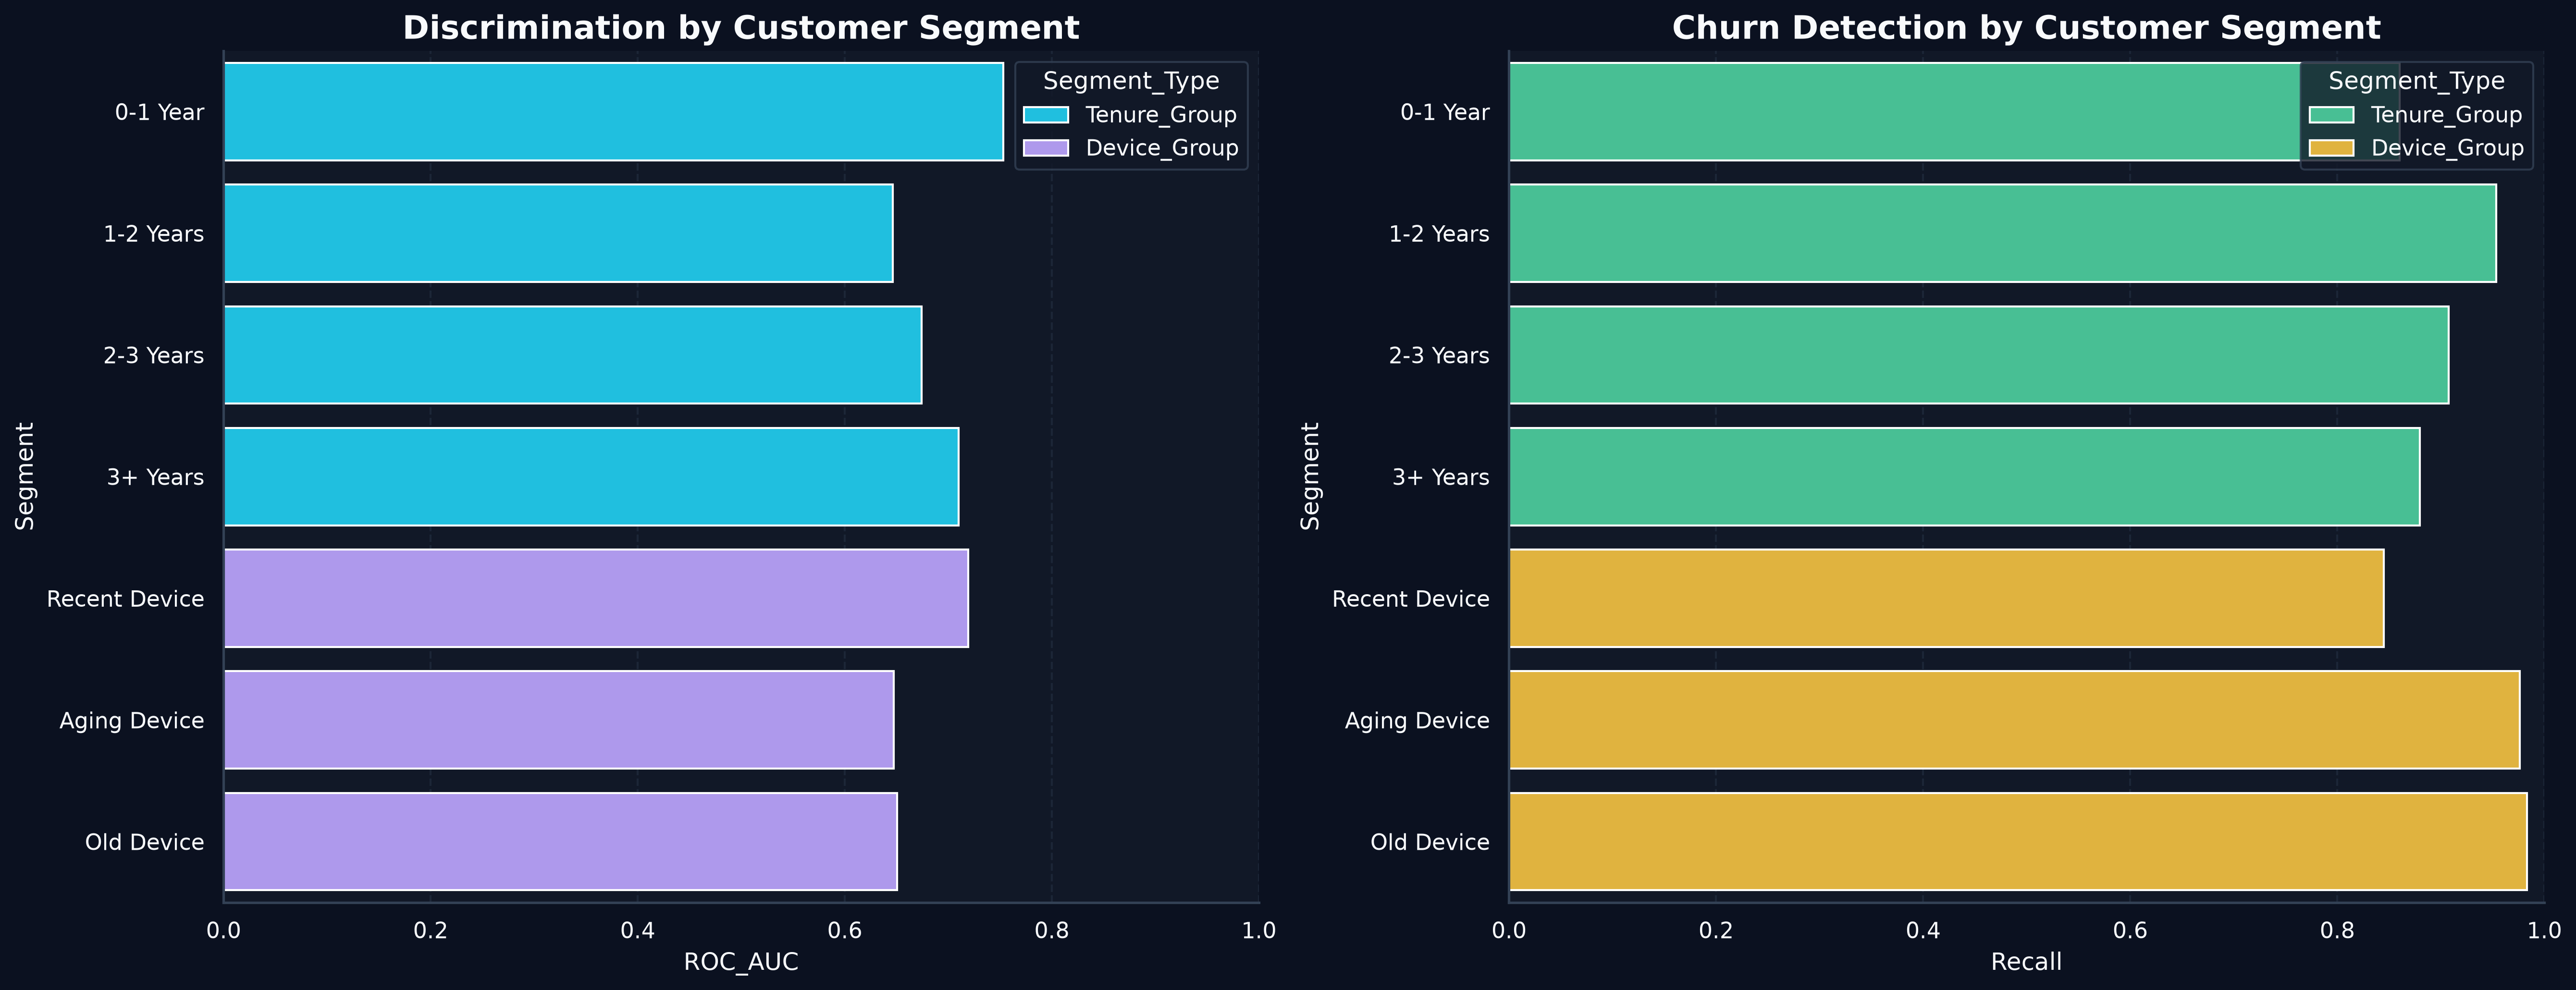 Discrimination by Customer Segment
Segment_Type
Tenure_Group
Device_Group
Segment
0-1 Year
1-2 Years
2-3 Years
3+ Years
Recent Device
Aging Device
Old Device
0.0 0.2 0.4 0.6 0.8 1.0
ROC_AUC
Churn Detection by Customer Segment
Segment_Type
Tenure_Group
Device_Group
Segment
0-1 Year
1-2 Years
2-3 Years
3+ Years
Recent Device
Aging Device
Old Device
0.0 0.2 0.4 0.6 0.8 1.0
Recall